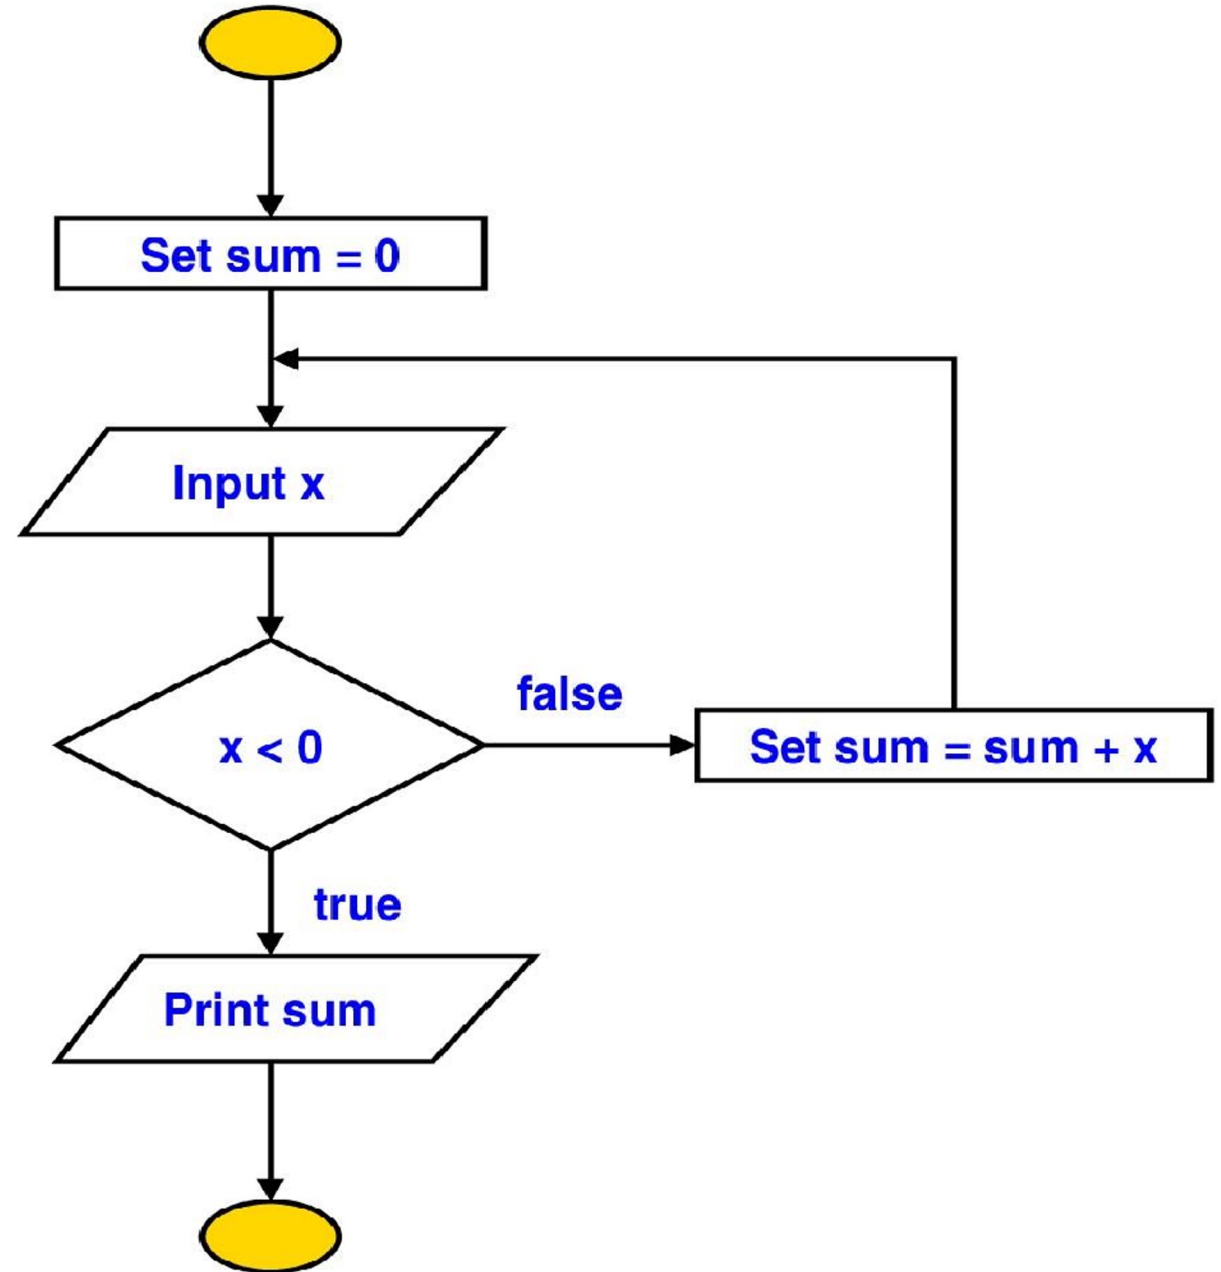 Set sum = 0
Input x
x < 0
false
Set sum = sum + x
true
Print sum